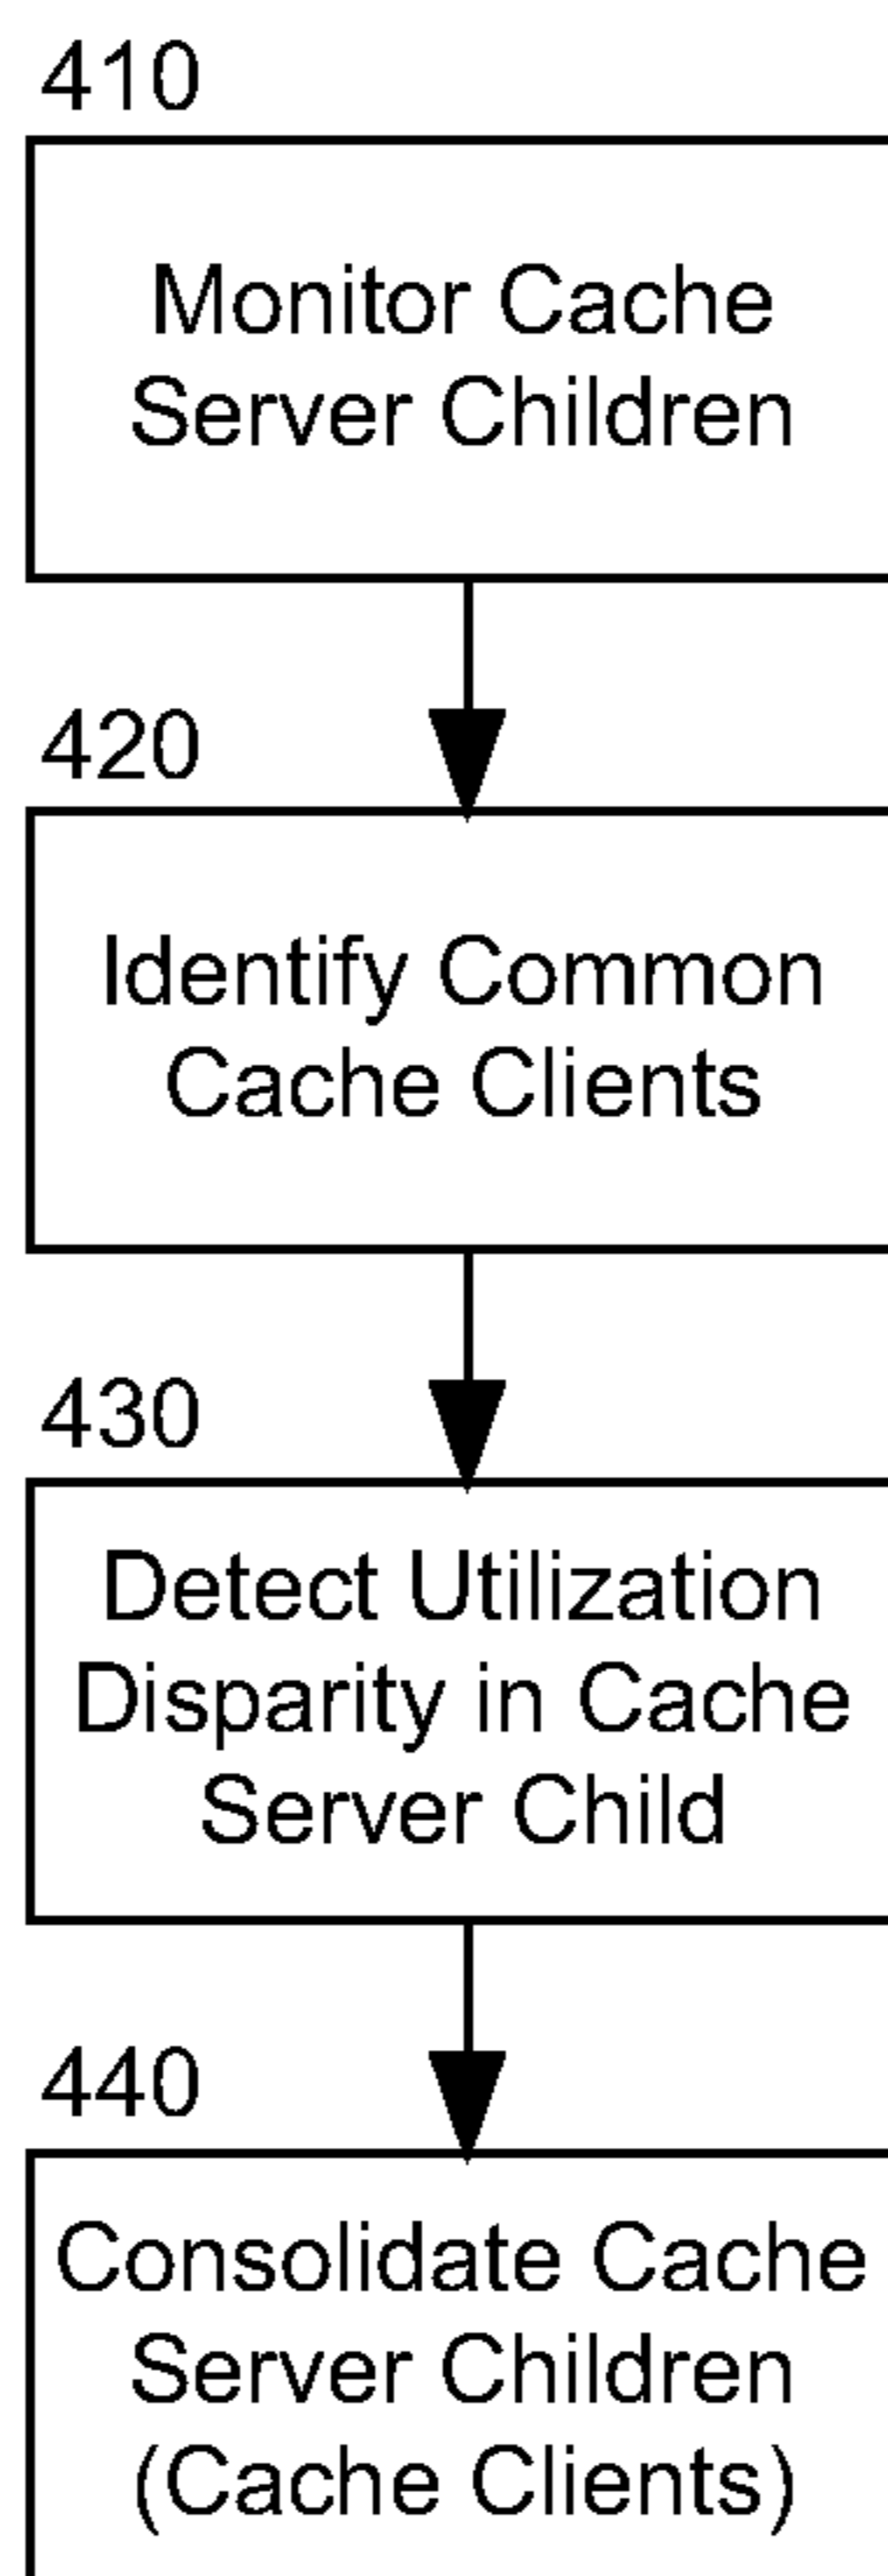 410
Monitor Cache
Server Children
420
Identify Common
Cache Clients
430
Detect Utilization
Disparity in Cache
Server Child
440
Consolidate Cache
Server Children
(Cache Clients)